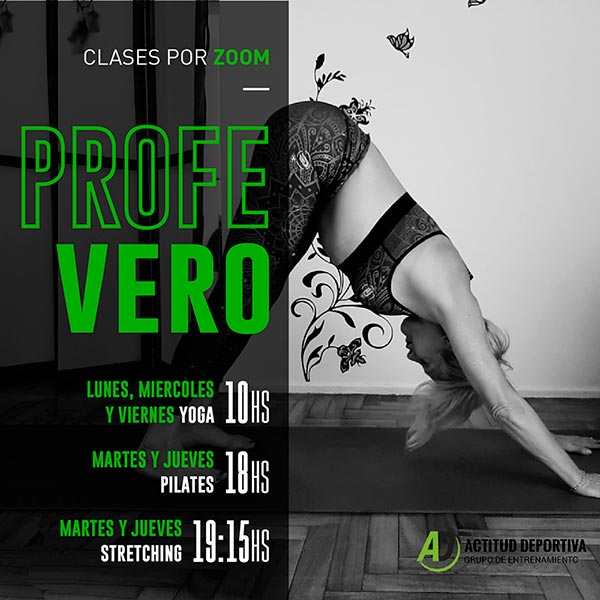 CLASES POR ZOOM
PROFE
VERO
LUNES, MIERCOLES
Y VIERNES YOGA 10HS
MARTES Y JUEVES
PILATES 18HS
MARTES Y JUEVES
STRETCHING 19:15HS
ACTITUD DEPORTIVA
GRUPO DE ENTRENAMIENTO